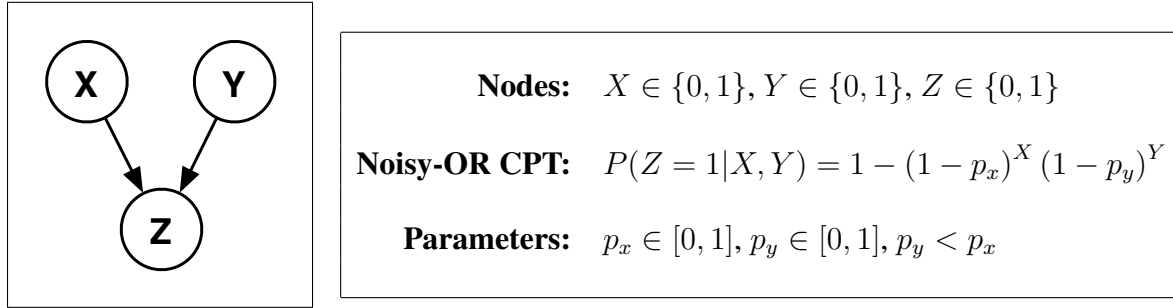 X Y
Z
Nodes: X ∈ {0, 1}, Y ∈ {0, 1}, Z ∈ {0, 1}
Noisy-OR CPT: P(Z = 1|X, Y) = 1 − (1 − p_x)^X (1 − p_y)^Y
Parameters: p_x ∈ [0, 1], p_y ∈ [0, 1], p_y < p_x